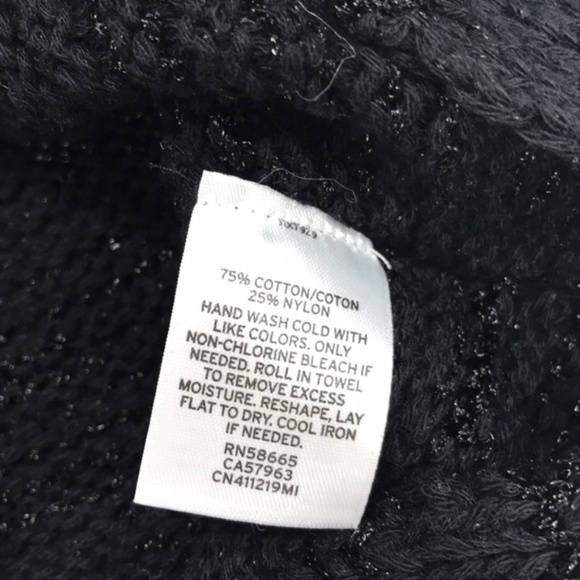 75% COTTON/COTON
25% NYLON
HAND WASH COLD WITH
LIKE COLORS. ONLY
NON-CHLORINE BLEACH IF
NEEDED. ROLL IN TOWEL
TO REMOVE EXCESS
MOISTURE. RESHAPE, LAY
FLAT TO DRY. COOL IRON
IF NEEDED.
RN58665
CA57963
CN411219MI